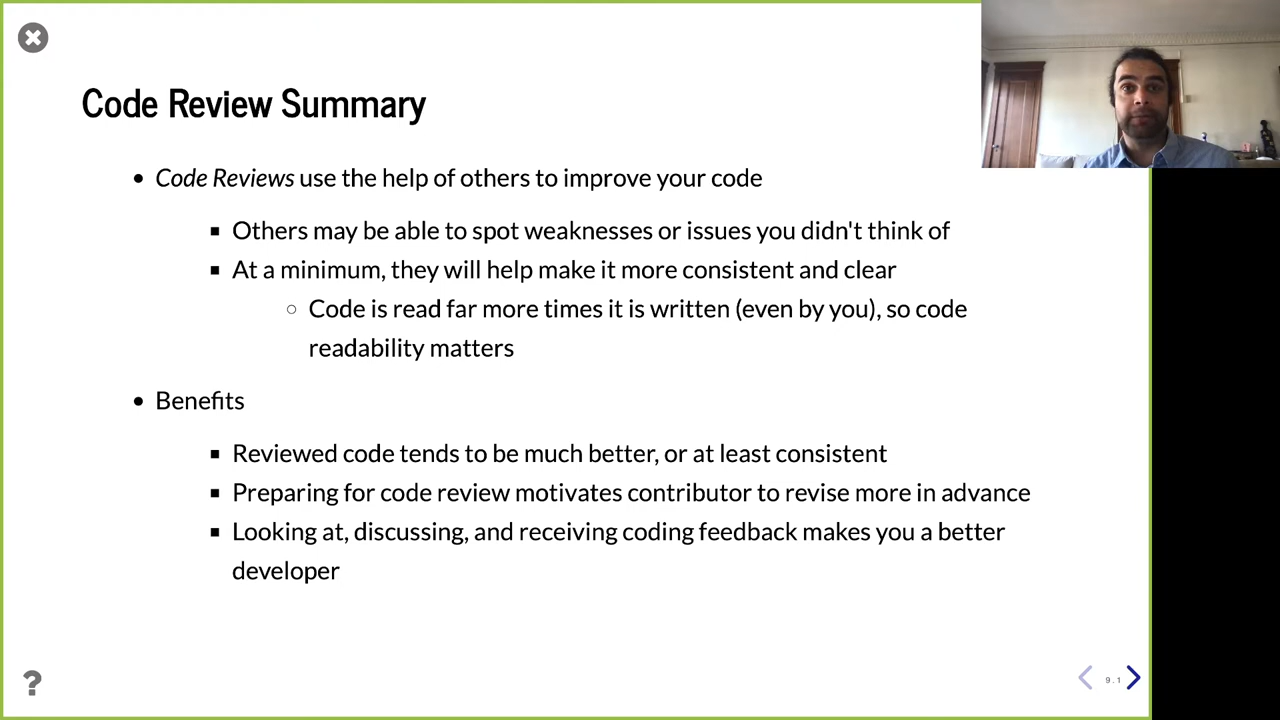 Code Review Summary
Code Reviews use the help of others to improve your code
Others may be able to spot weaknesses or issues you didn't think of
At a minimum, they will help make it more consistent and clear
Code is read far more times it is written (even by you), so code
readability matters
Benefits
Reviewed code tends to be much better, or at least consistent
Preparing for code review motivates contributor to revise more in advance
Looking at, discussing, and receiving coding feedback makes you a better
developer
?
9.1